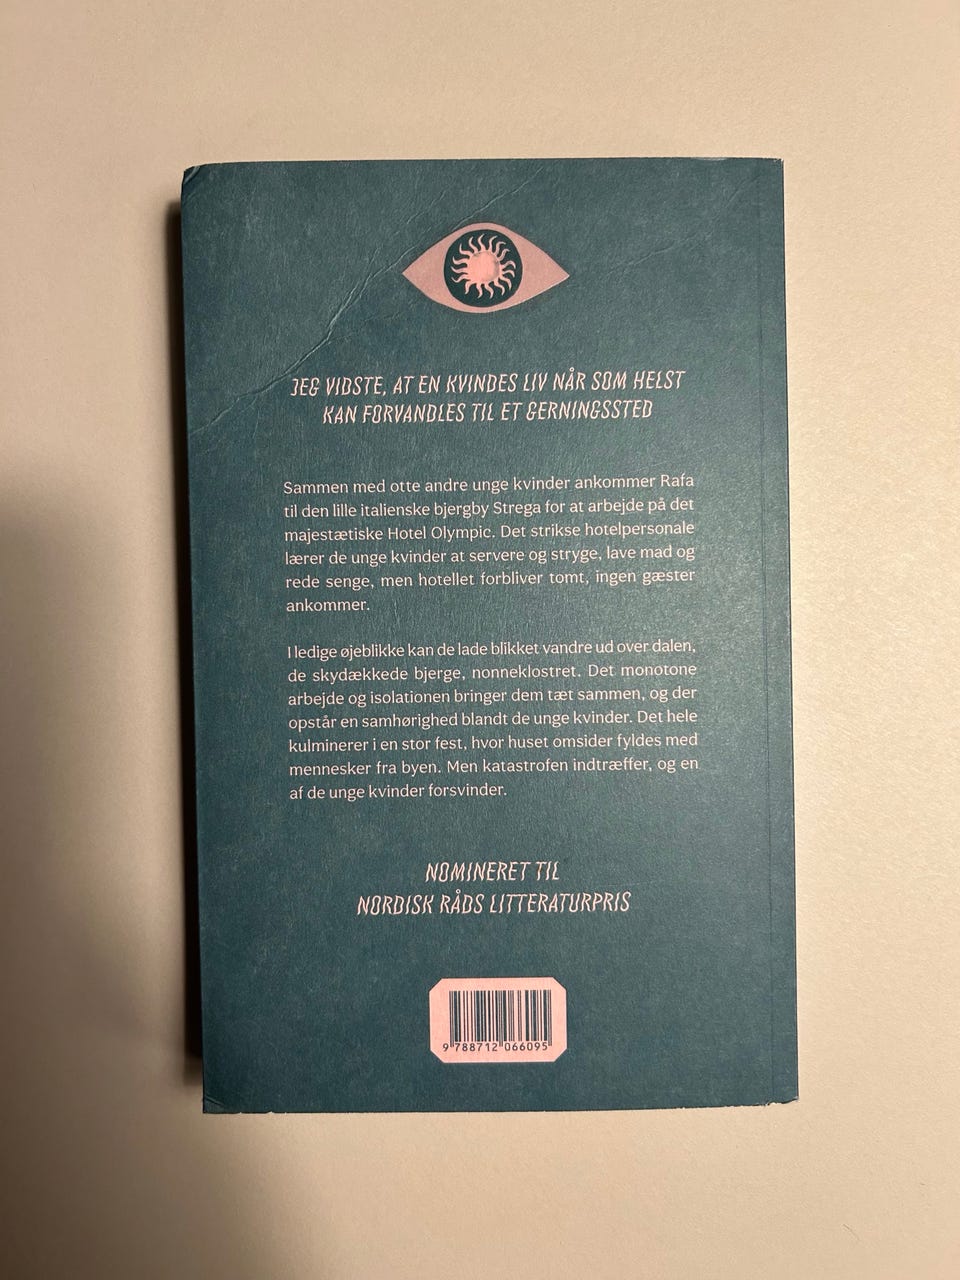 JEG VIDSTE, AT EN KVINDES LIV NÅR SOM HELST
KAN FORVANDLES TIL ET GERNINGSSTED
Sammen med otte andre unge kvinder ankommer Rafa
til den lille italienske bjergby Strega for at arbejde på det
majestætiske Hotel Olympic. Det strikse hotelpersonale
lærer de unge kvinder at servere og stryge, lave mad og
rede senge, men hotellet forbliver tomt, ingen gæster
ankommer.
I ledige øjeblikke kan de lade blikket vandre ud over dalen,
de skydækkede bjerge, nonneklostret. Det monotone
arbejde og isolationen bringer dem tæt sammen, og der
opstår en samhørighed blandt de unge kvinder. Det hele
kulminerer i en stor fest, hvor huset omsider fyldes med
mennesker fra byen. Men katastrofen indtræffer, og en
af de unge kvinder forsvinder.
NOMINERET TIL
NORDISK RÅDS LITTERATURPRIS
9 788712 066095